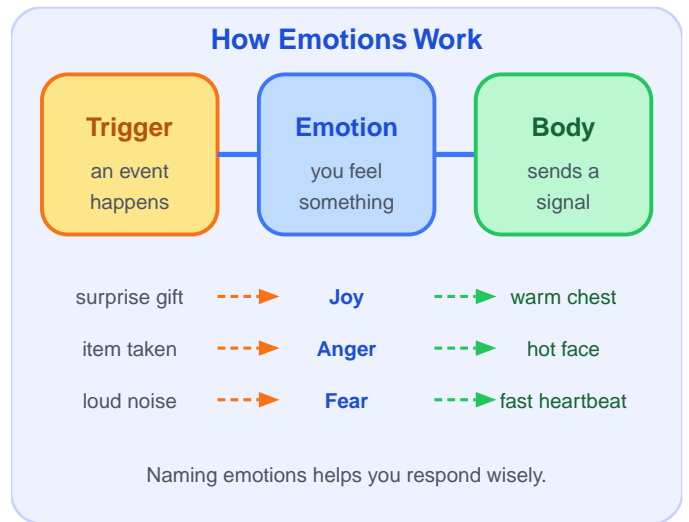 How Emotions Work
Trigger
an event
happens
Emotion
you feel
something
Body
sends a
signal
surprise gift Joy warm chest
item taken Anger hot face
loud noise Fear fast heartbeat
Naming emotions helps you respond wisely.